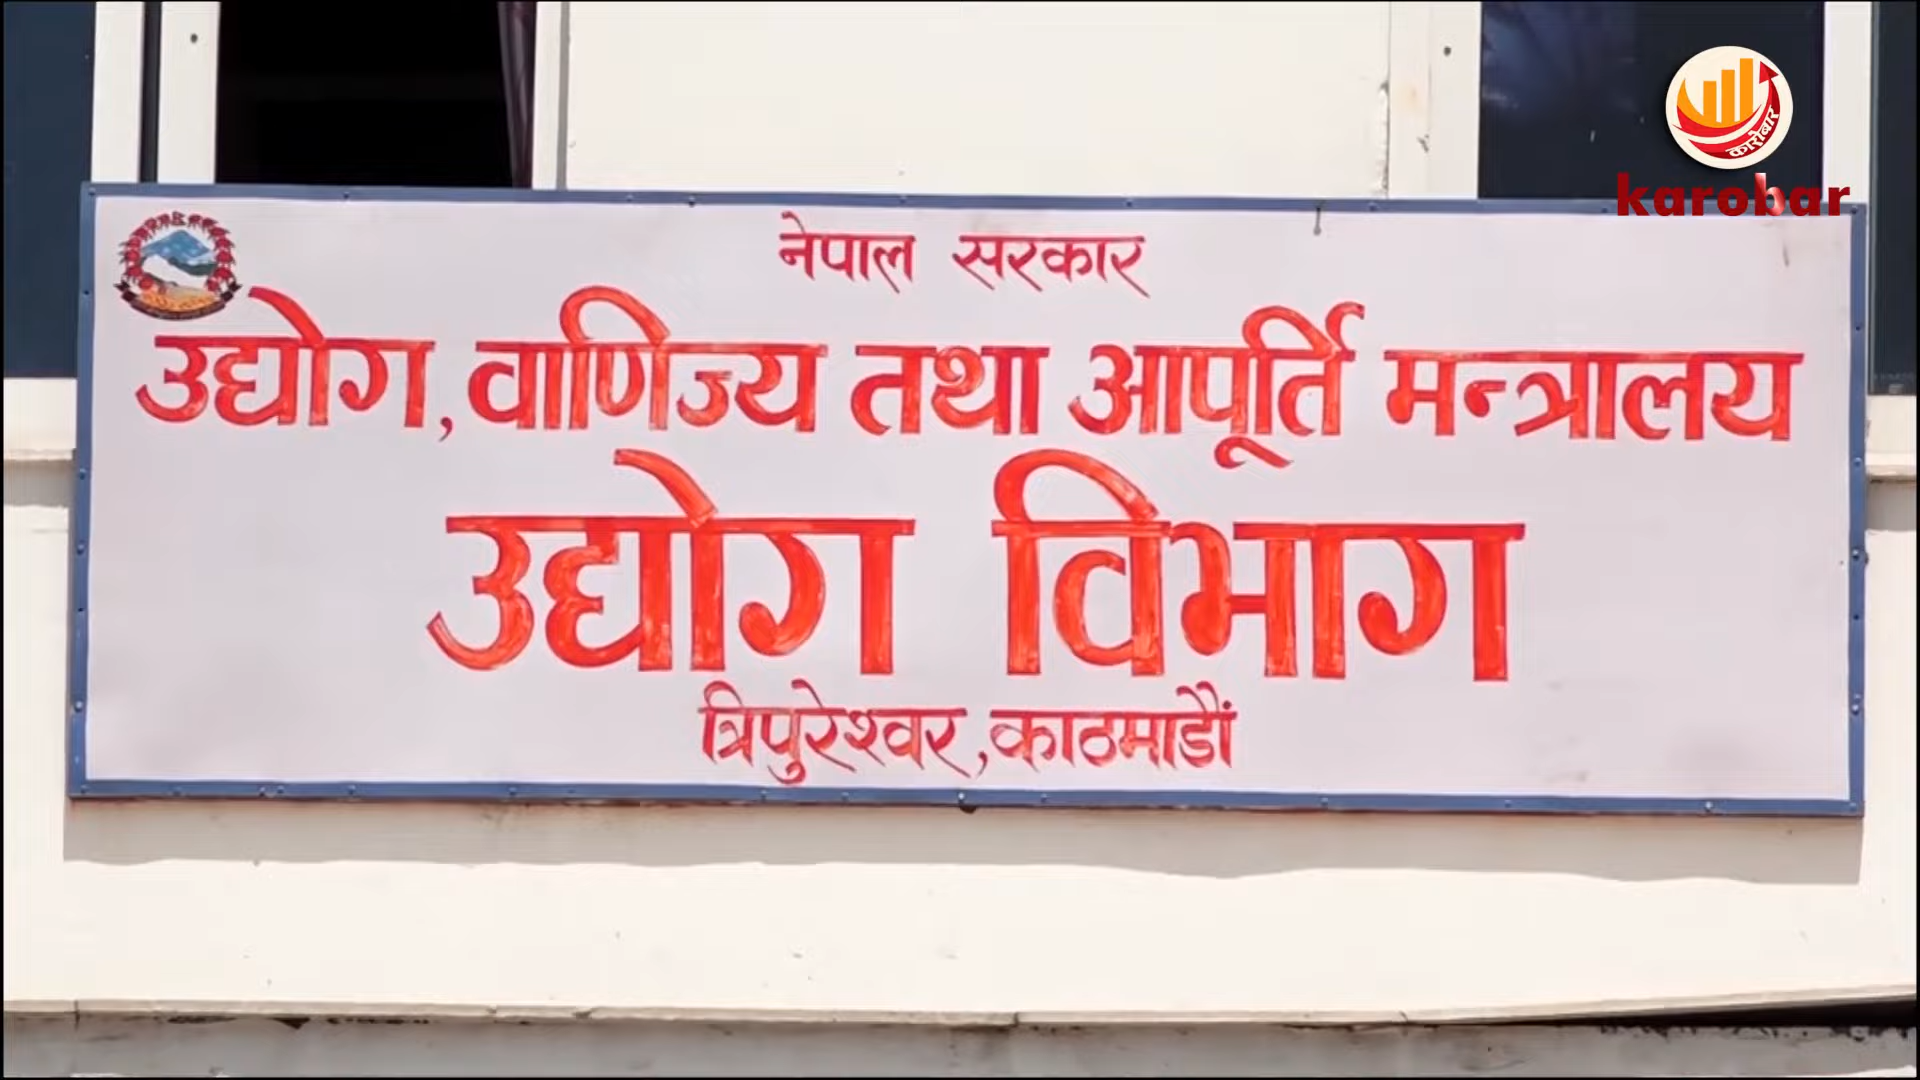 कारोबार
karobar
नेपाल सरकार
उद्योग, वाणिज्य तथा आपूर्ति मन्त्रालय
उद्योग विभाग
त्रिपुरेश्वर, काठमाडौं